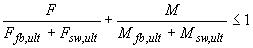 F / (F_fb,ult + F_sw,ult) + M / (M_fb,ult + M_sw,ult) ≤ 1